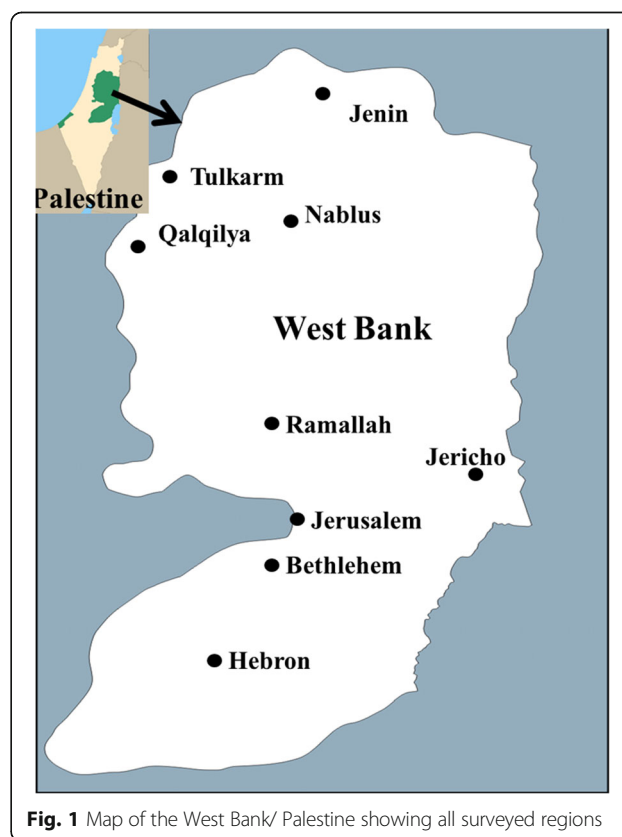 Jenin
Tulkarm
Palestine
Nablus
Qalqilya
West Bank
Ramallah
Jericho
Jerusalem
Bethlehem
Hebron
Fig. 1 Map of the West Bank/ Palestine showing all surveyed regions